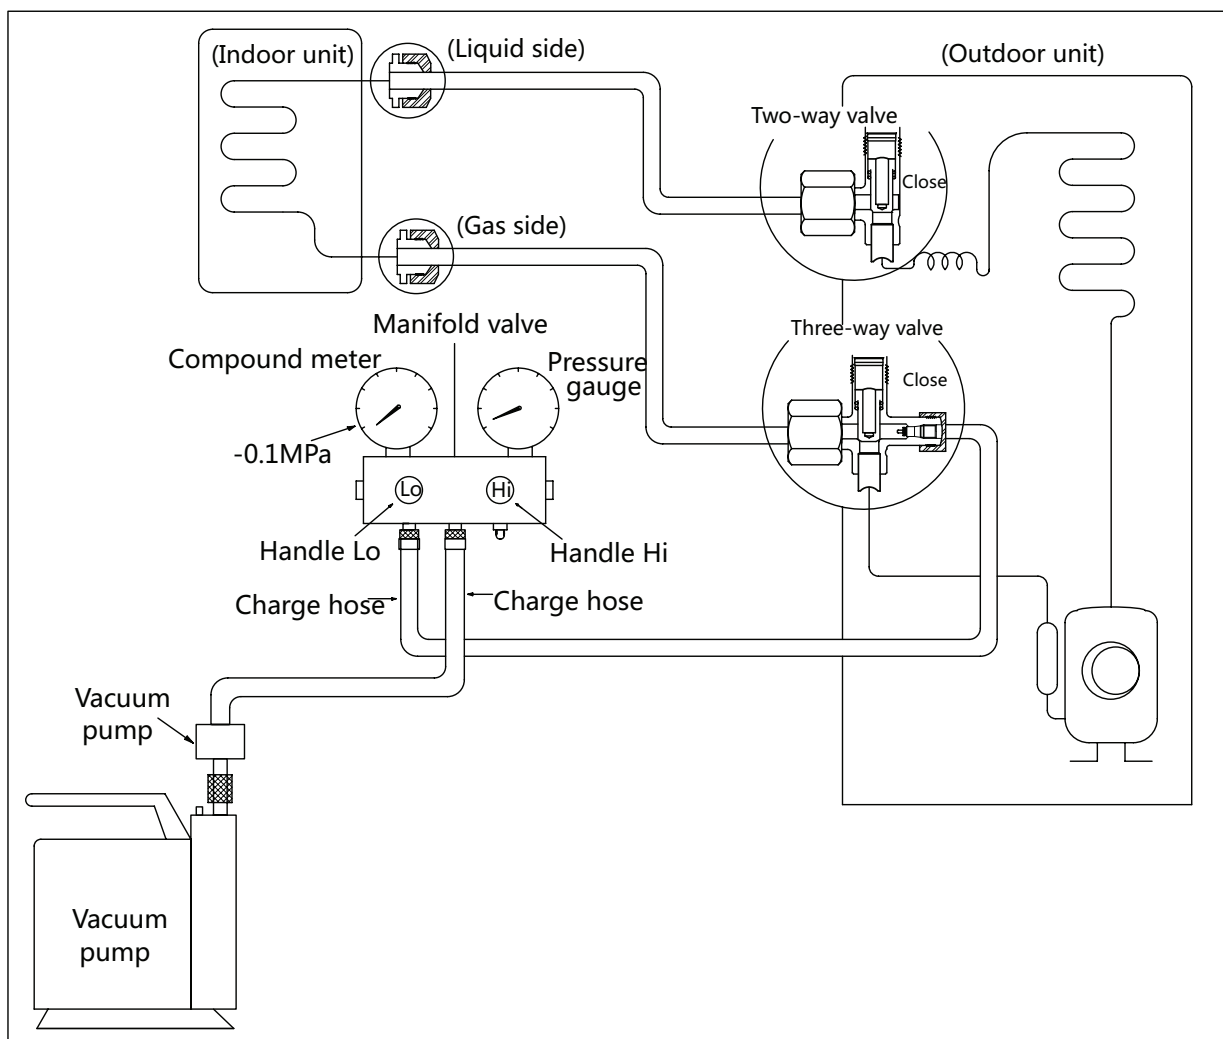 (Indoor unit)
(Liquid side)
(Outdoor unit)
Two-way valve
Close
(Gas side)
Manifold valve
Three-way valve
Compound meter
Pressure
gauge
Close
-0.1MPa
Lo
Hi
Handle Lo
Handle Hi
Charge hose
Charge hose
Vacuum
pump
Vacuum
pump